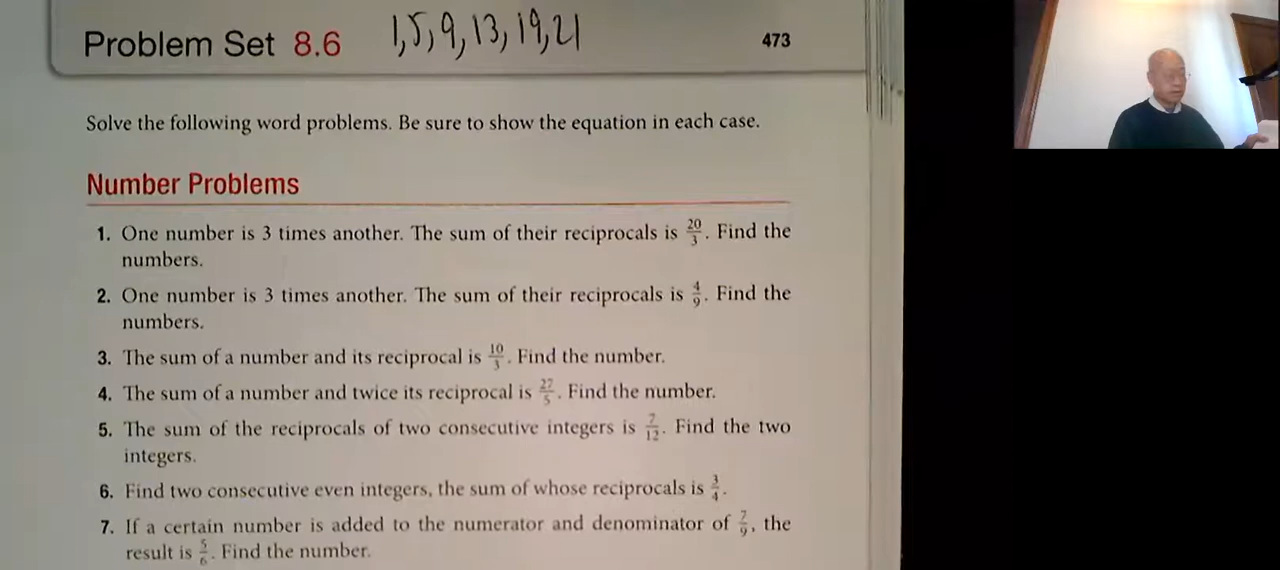 Problem Set 8.6 1,5,9,13,19,21 473
Solve the following word problems. Be sure to show the equation in each case.
Number Problems
1. One number is 3 times another. The sum of their reciprocals is 20/3. Find the
numbers.
2. One number is 3 times another. The sum of their reciprocals is 4/9. Find the
numbers.
3. The sum of a number and its reciprocal is 10/3. Find the number.
4. The sum of a number and twice its reciprocal is 27/5. Find the number.
5. The sum of the reciprocals of two consecutive integers is 7/12. Find the two
integers.
6. Find two consecutive even integers, the sum of whose reciprocals is 3/4.
7. If a certain number is added to the numerator and denominator of 7/9, the
result is 5/6. Find the number.